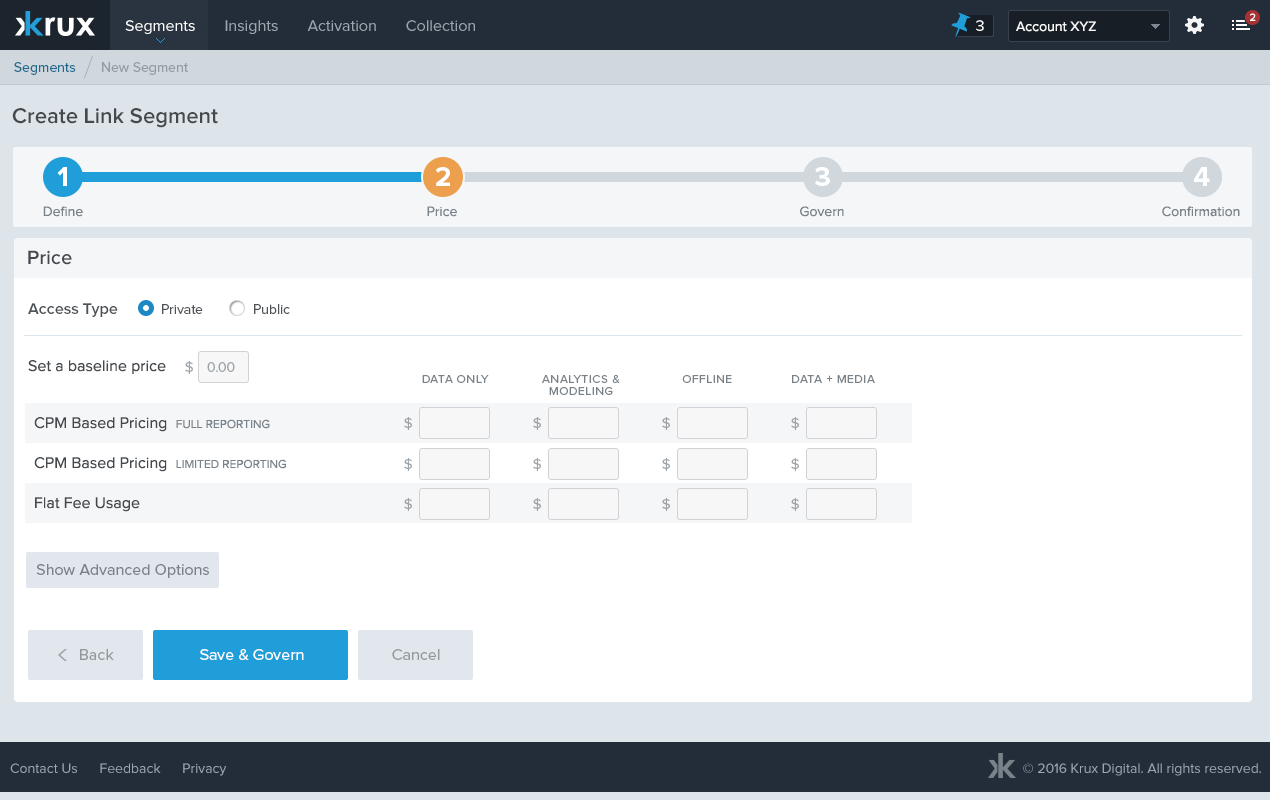 krux Segments Insights Activation Collection 3 Account XYZ 2
Segments / New Segment
Create Link Segment
1 2 3 4
Define Price Govern Confirmation
Price
Access Type Private Public
Set a baseline price $ 0.00
DATA ONLY ANALYTICS & MODELING OFFLINE DATA + MEDIA
CPM Based Pricing FULL REPORTING $ $ $ $
CPM Based Pricing LIMITED REPORTING $ $ $ $
Flat Fee Usage $ $ $ $
Show Advanced Options
Back Save & Govern Cancel
Contact Us Feedback Privacy © 2016 Krux Digital. All rights reserved.